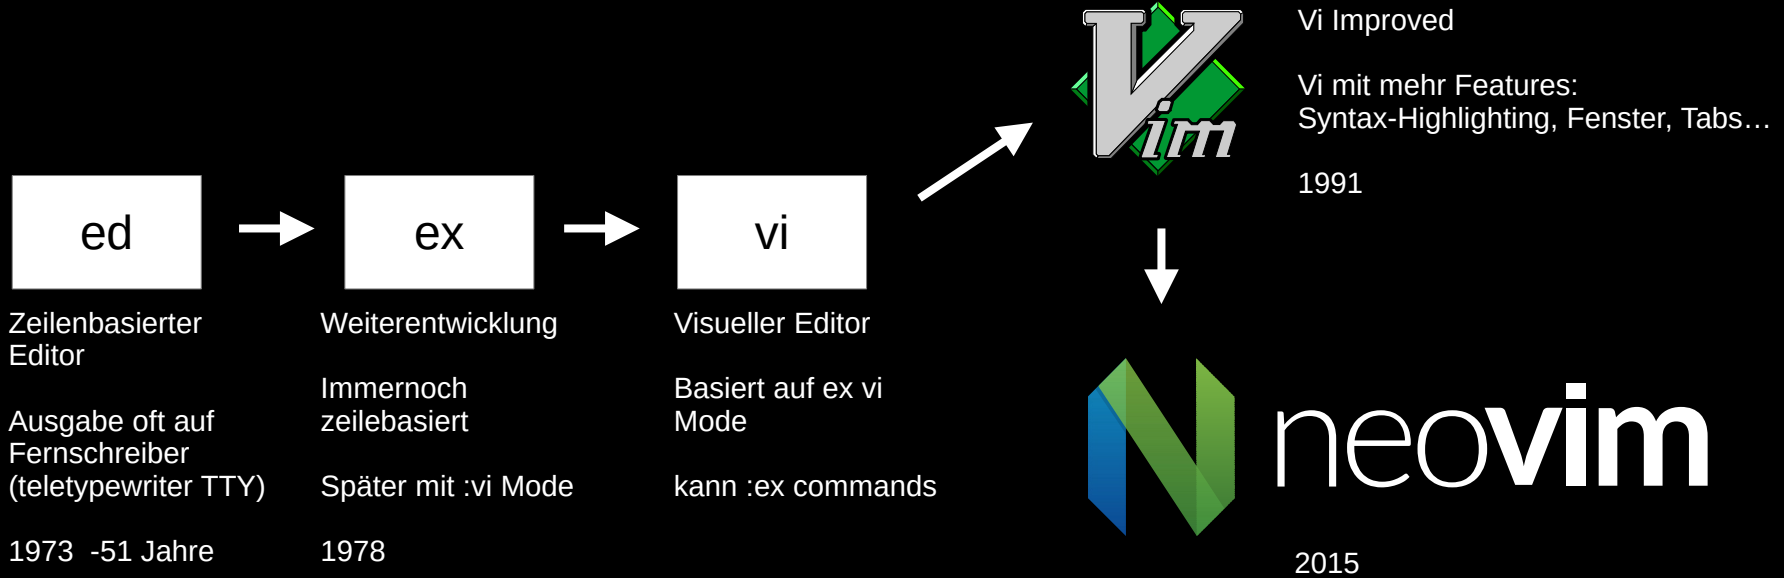 ed
Zeilenbasierter
Editor
Ausgabe oft auf
Fernschreiber
(teletypewriter TTY)
1973 -51 Jahre
ex
Weiterentwicklung
Immernoch
zeilebasiert
Später mit :vi Mode
1978
vi
Visueller Editor
Basiert auf ex vi
Mode
kann :ex commands
Vim
Vi Improved
Vi mit mehr Features:
Syntax-Highlighting, Fenster, Tabs…
1991
neovim
2015